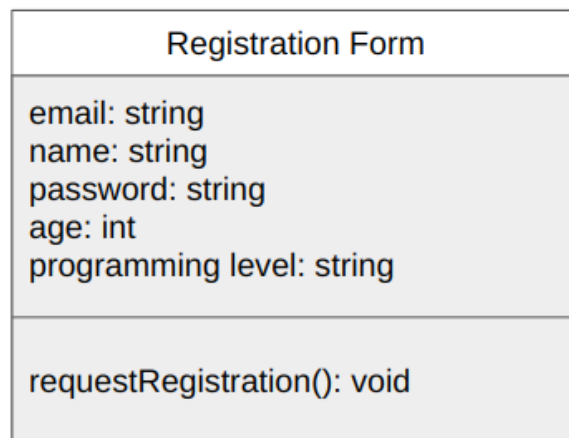 Registration Form
email: string
name: string
password: string
age: int
programming level: string
requestRegistration(): void